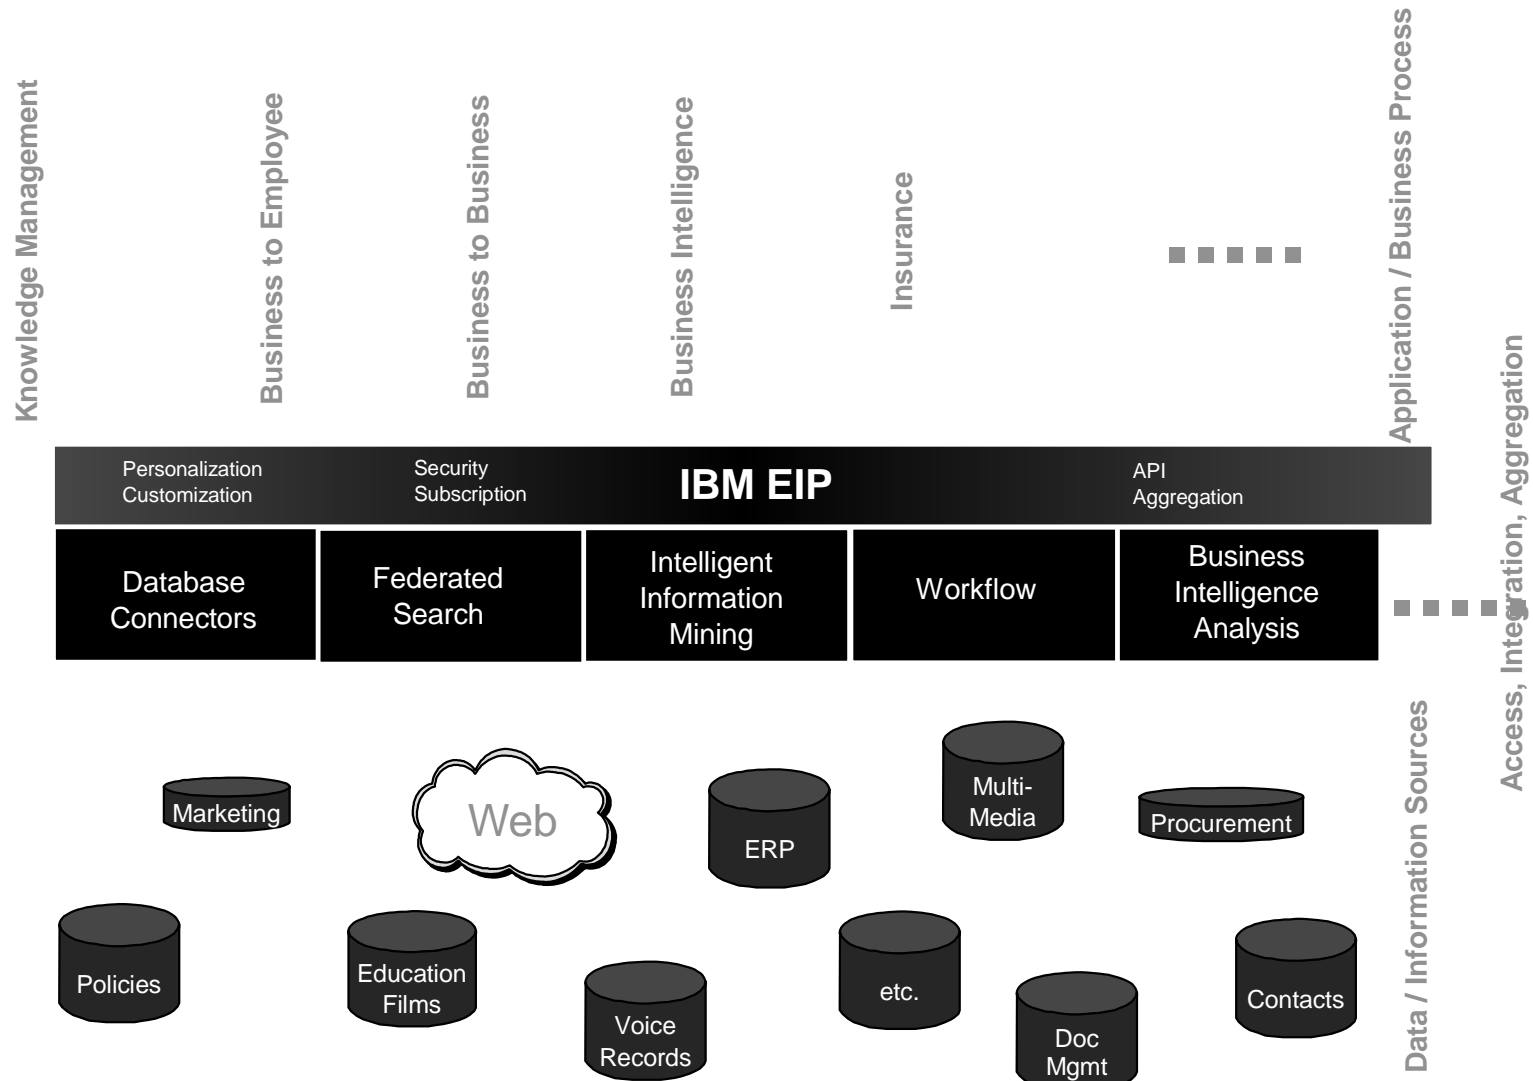 Knowledge Management
Business to Employee
Business to Business
Business Intelligence
Insurance
Application / Business Process
Personalization
Customization
Security
Subscription
IBM EIP
API
Aggregation
Database
Connectors
Federated
Search
Intelligent
Information
Mining
Workflow
Business
Intelligence
Analysis
Access, Integration, Aggregation
Marketing
Web
ERP
Multi-
Media
Procurement
Policies
Education
Films
Voice
Records
etc.
Doc
Mgmt
Contacts
Data / Information Sources